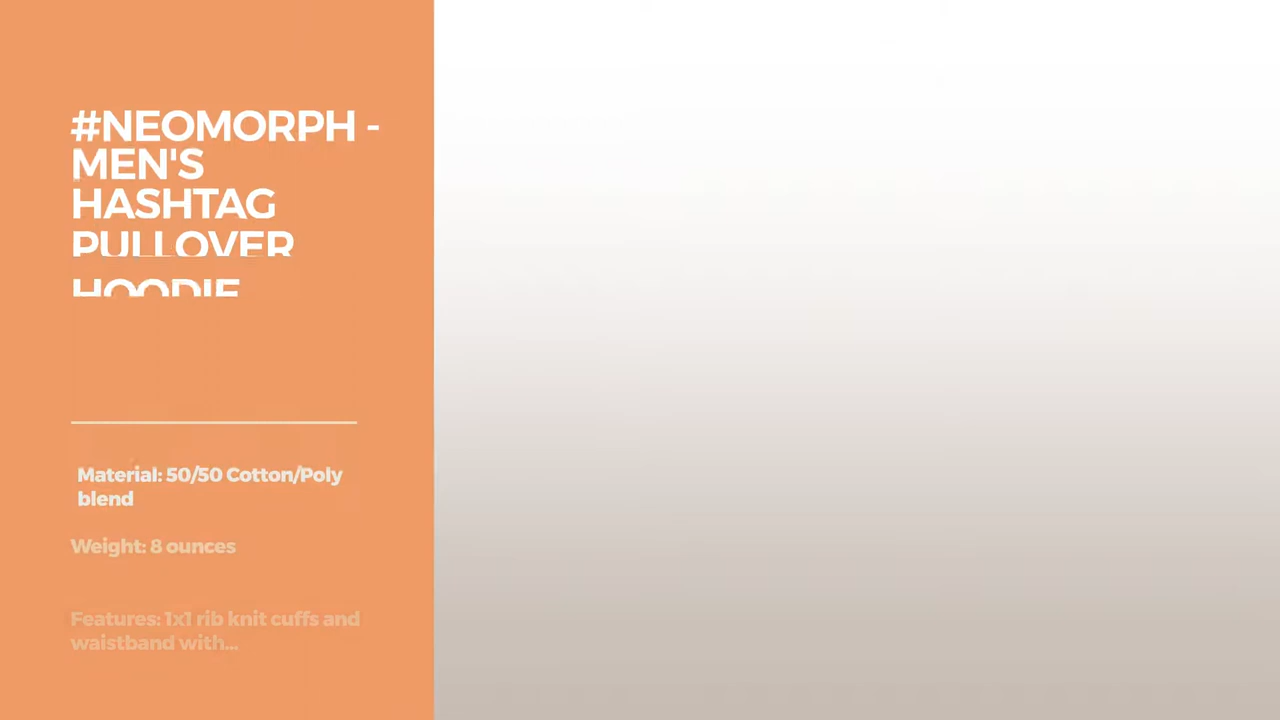 #NEOMORPH -
MEN'S
HASHTAG
PULLOVER
HOODIE
Material: 50/50 Cotton/Poly
blend
Weight: 8 ounces
Features: 1x1 rib knit cuffs and
waistband with...